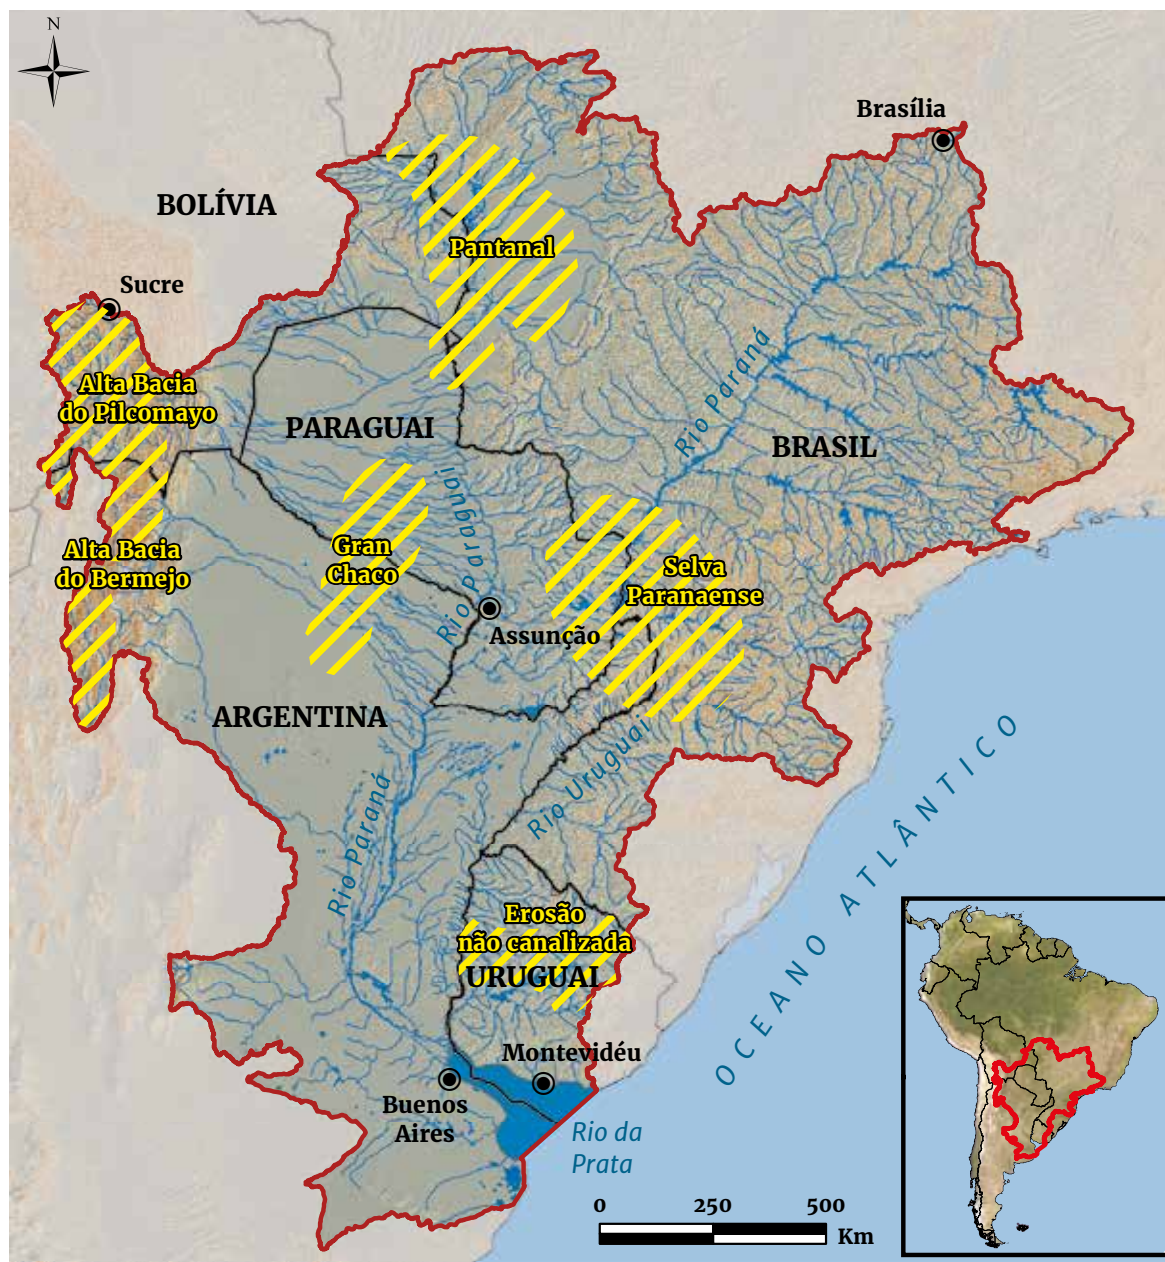 N
Brasília
BOLÍVIA
Pantanal
Sucre
Alta Bacia
do Pilcomayo
PARAGUAI
Rio Paraná
BRASIL
Rio Paraguai
Gran
Chaco
Alta Bacia
do Bermejo
Selva
Paranaense
Assunção
ARGENTINA
Rio Uruguai
Rio Paraná
OCEANO ATLÂNTICO
Erosão
não canalizada
URUGUAI
Montevidéu
Buenos
Aires
Rio da
Prata
0 250 500
Km